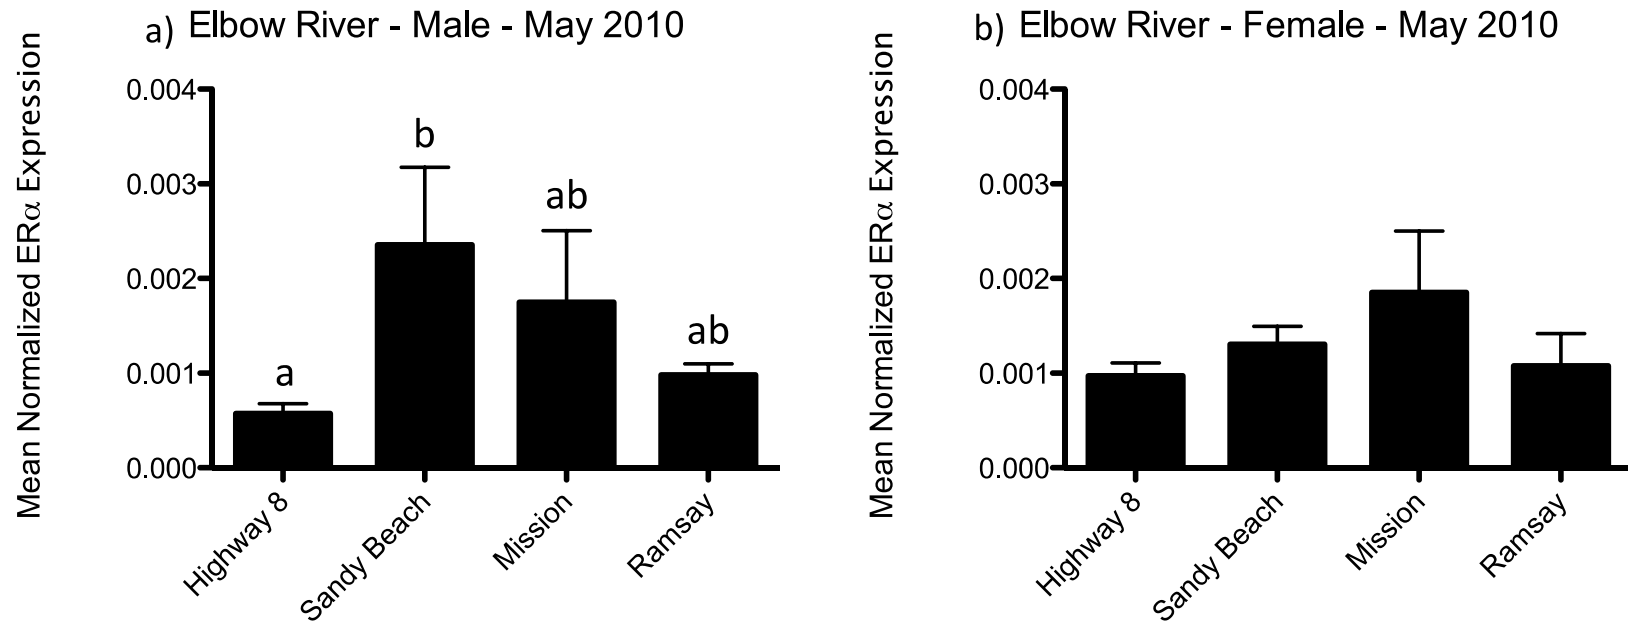 a) Elbow River - Male - May 2010
Mean Normalized ERα Expression
0.004
0.003
0.002
0.001
0.000
a
b
ab
ab
Highway 8
Sandy Beach
Mission
Ramsay
b) Elbow River - Female - May 2010
Mean Normalized ERα Expression
0.004
0.003
0.002
0.001
0.000
Highway 8
Sandy Beach
Mission
Ramsay